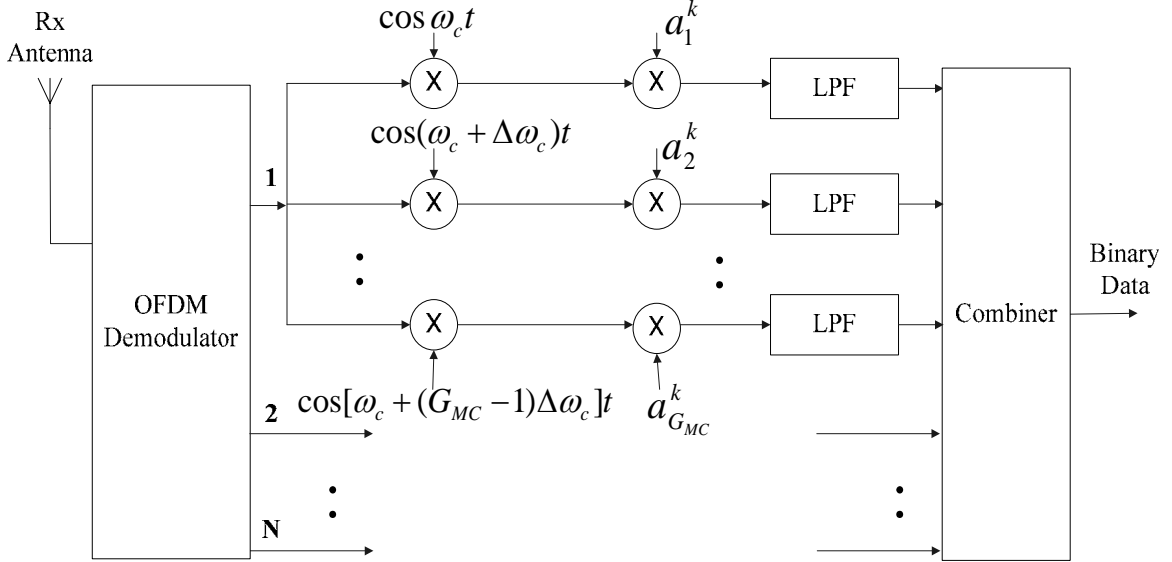 Rx
Antenna
cos ω_c t
a_1^k
X
X
LPF
cos(ω_c + Δω_c)t
a_2^k
1
X
X
LPF
OFDM
Demodulator
Binary
Data
Combiner
X
X
LPF
cos[ω_c + (G_MC −1)Δω_c]t
a_{G_MC}^k
2
N